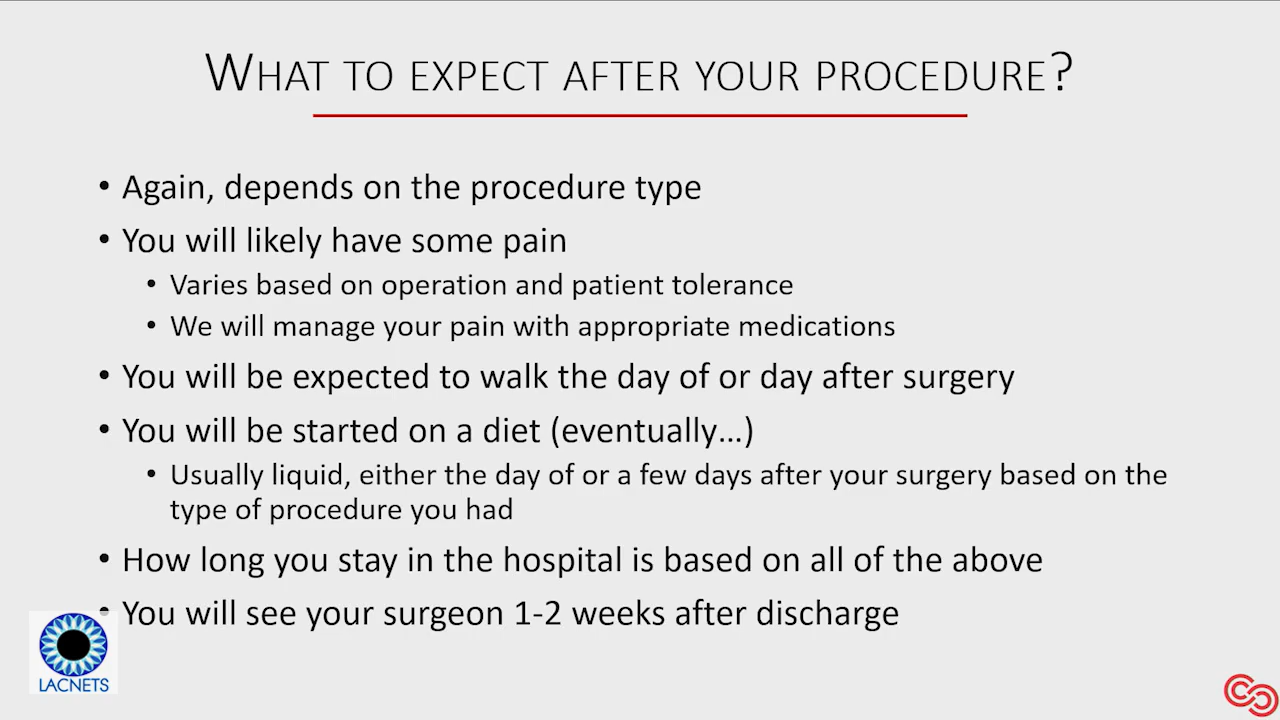 WHAT TO EXPECT AFTER YOUR PROCEDURE?
• Again, depends on the procedure type
• You will likely have some pain
• Varies based on operation and patient tolerance
• We will manage your pain with appropriate medications
• You will be expected to walk the day of or day after surgery
• You will be started on a diet (eventually…)
• Usually liquid, either the day of or a few days after your surgery based on the
type of procedure you had
• How long you stay in the hospital is based on all of the above
• You will see your surgeon 1-2 weeks after discharge
LACNETS